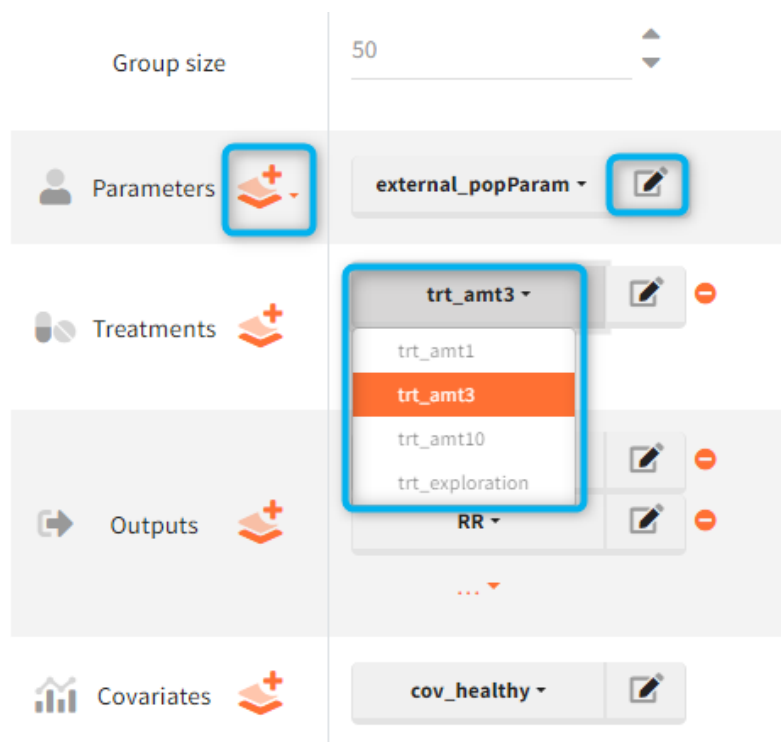 Group size
50
Parameters
external_popParam
trt_amt3
Treatments
trt_amt1
trt_amt3
trt_amt10
trt_exploration
Outputs
RR
...
Covariates
cov_healthy